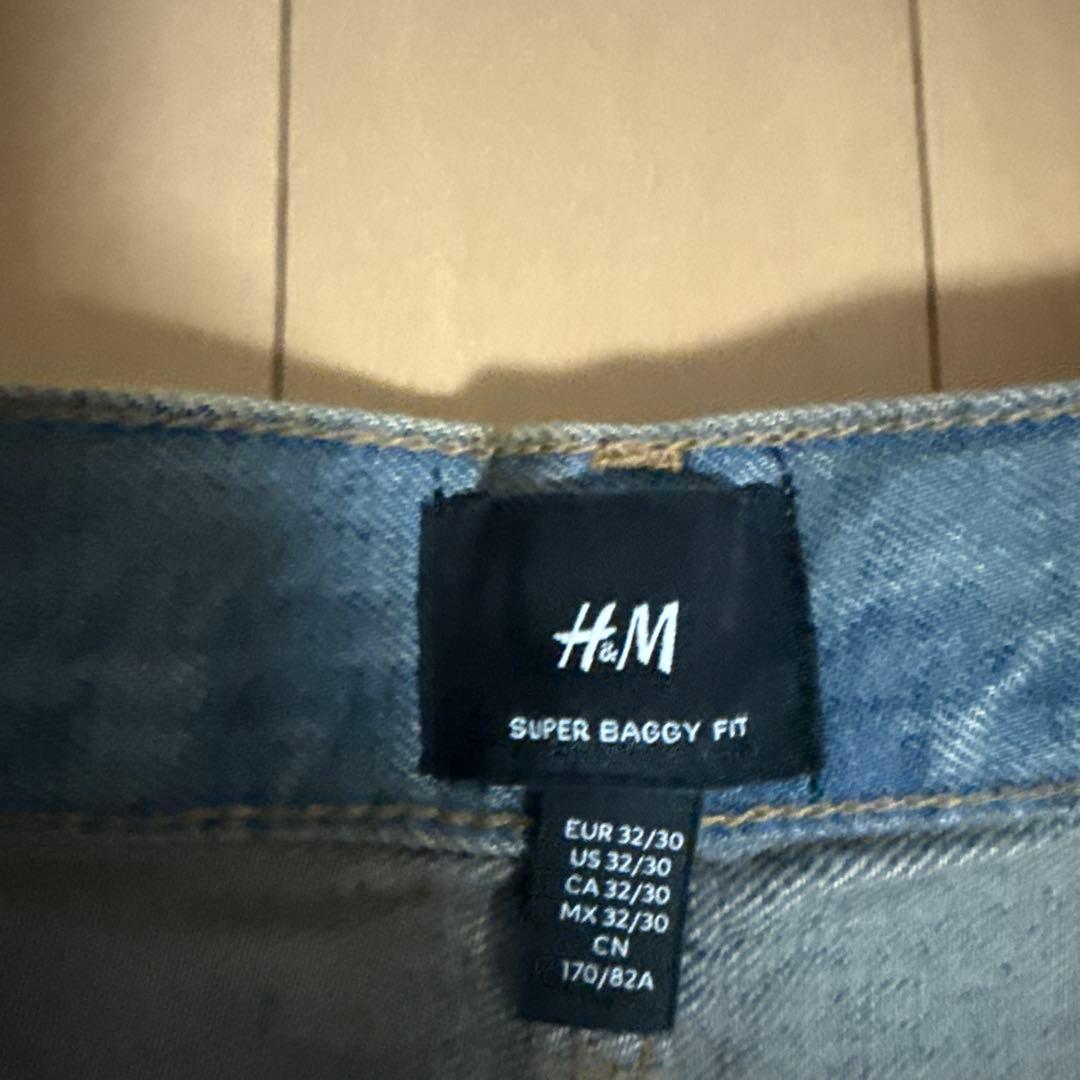 H&M
SUPER BAGGY FIT
EUR 32/30
US 32/30
CA 32/30
MX 32/30
CN
170/82A